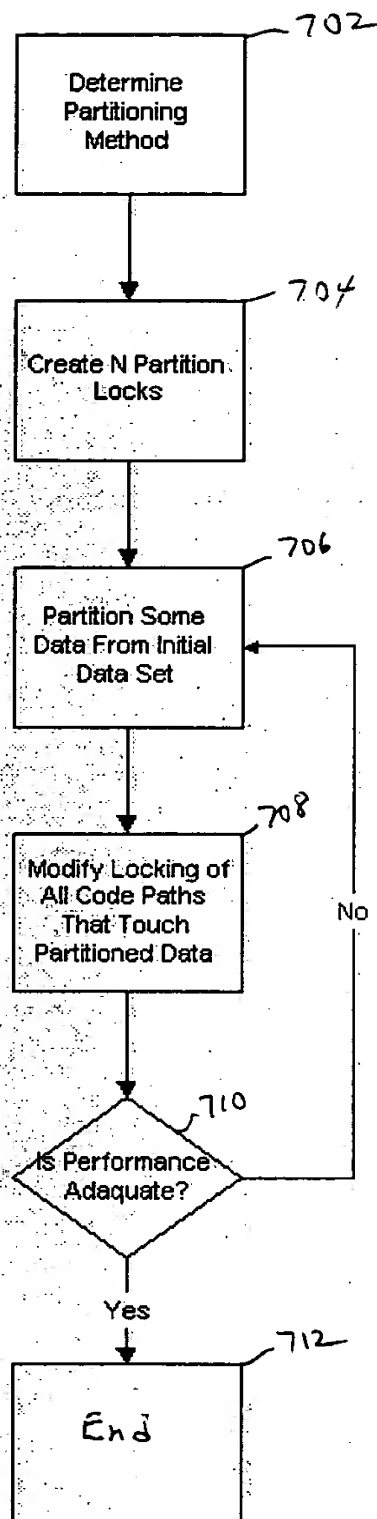 702
Determine
Partitioning
Method
704
Create N Partition
Locks
706
Partition Some
Data From Initial
Data Set
708
Modify Locking of
All Code Paths
That Touch
Partitioned Data
No
710
Is Performance
Adaquate?
Yes
712
End